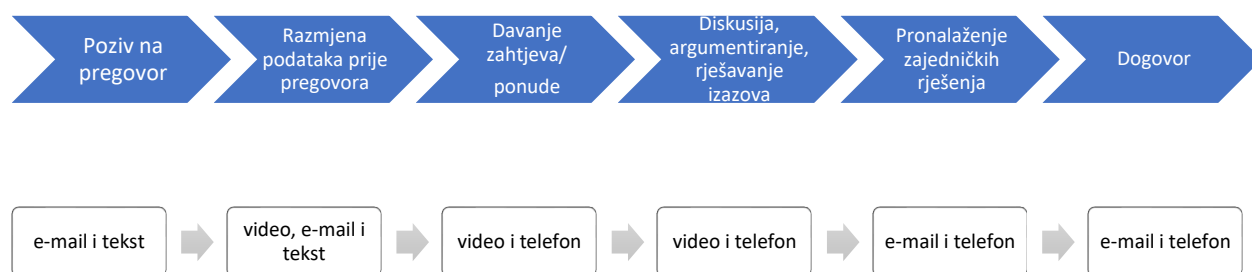 Poziv na
pregovor
Razmjena
podataka prije
pregovora
Davanje
zahtjeva/
ponude
Diskusija,
argumentiranje,
rješavanje
izazova
Pronalaženje
zajedničkih
rješenja
Dogovor
e-mail i tekst
video, e-mail i
tekst
video i telefon
video i telefon
e-mail i telefon
e-mail i telefon